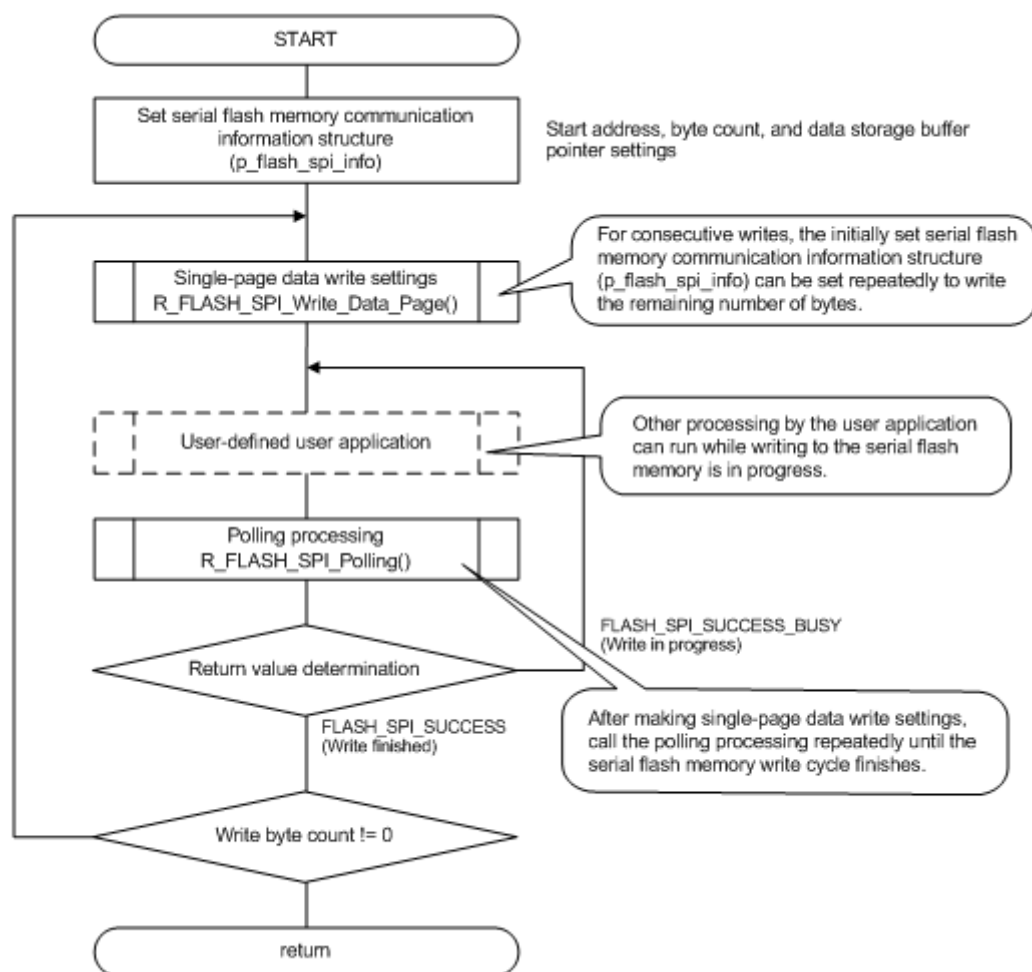 START
Set serial flash memory communication
information structure
(p_flash_spi_info)
Start address, byte count, and data storage buffer
pointer settings
For consecutive writes, the initially set serial flash
memory communication information structure
(p_flash_spi_info) can be set repeatedly to write
the remaining number of bytes.
Single-page data write settings
R_FLASH_SPI_Write_Data_Page()
User-defined user application
Other processing by the user application
can run while writing to the serial flash
memory is in progress.
Polling processing
R_FLASH_SPI_Polling()
FLASH_SPI_SUCCESS_BUSY
(Write in progress)
Return value determination
FLASH_SPI_SUCCESS
(Write finished)
After making single-page data write settings,
call the polling processing repeatedly until the
serial flash memory write cycle finishes.
Write byte count != 0
return